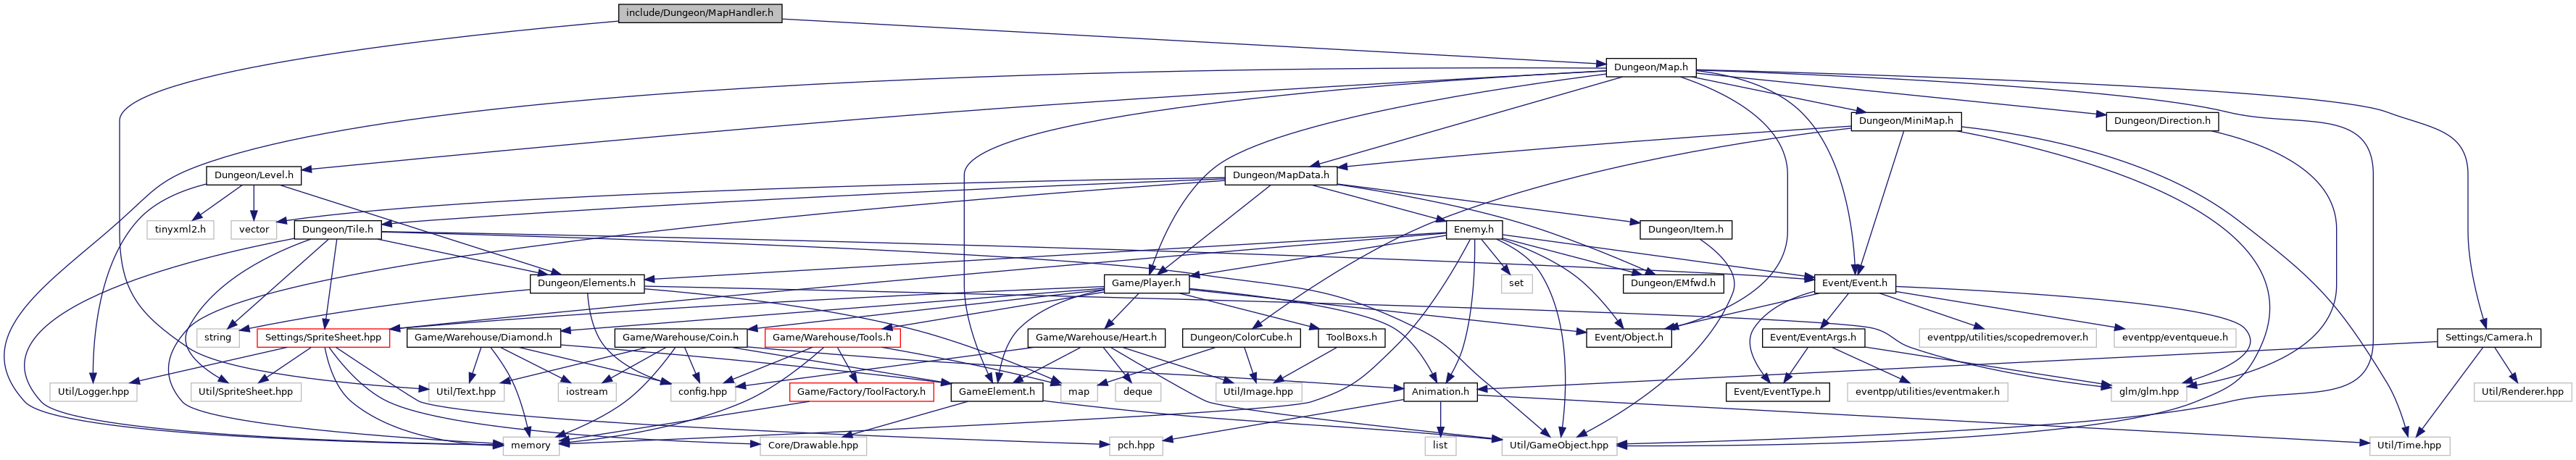 include/Dungeon/MapHandler.h
Dungeon/Map.h
Dungeon/MiniMap.h
Dungeon/Direction.h
Dungeon/Level.h
Dungeon/MapData.h
tinyxml2.h
vector
Dungeon/Tile.h
Enemy.h
Dungeon/Item.h
Dungeon/Elements.h
Game/Player.h
set
Dungeon/EMfwd.h
Event/Event.h
string
Settings/SpriteSheet.hpp
Game/Warehouse/Diamond.h
Game/Warehouse/Coin.h
Game/Warehouse/Tools.h
Game/Warehouse/Heart.h
Dungeon/ColorCube.h
ToolBoxs.h
Event/Object.h
Event/EventArgs.h
eventpp/utilities/scopedremover.h
eventpp/eventqueue.h
Settings/Camera.h
Util/Logger.hpp
Util/SpriteSheet.hpp
Util/Text.hpp
iostream
config.hpp
Game/Factory/ToolFactory.h
GameElement.h
map
deque
Util/Image.hpp
Animation.h
Event/EventType.h
eventpp/utilities/eventmaker.h
glm/glm.hpp
Util/Renderer.hpp
memory
Core/Drawable.hpp
pch.hpp
list
Util/GameObject.hpp
Util/Time.hpp